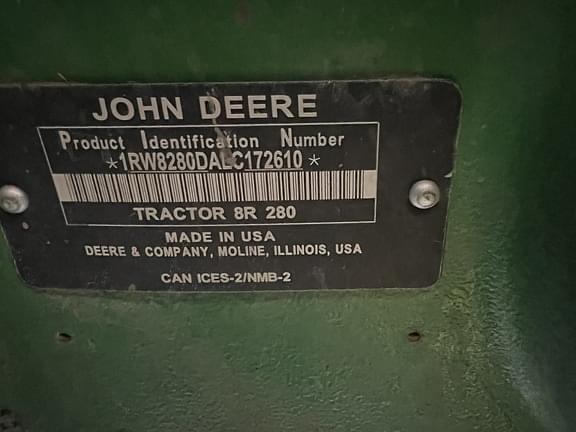 JOHN DEERE
Product Identification Number
*1RW8280DALC172610*
TRACTOR 8R 280
MADE IN USA
DEERE & COMPANY, MOLINE, ILLINOIS, USA
CAN ICES-2/NMB-2